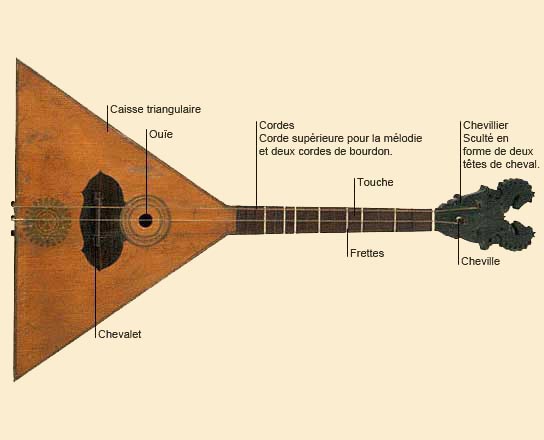 Caisse triangulaire
Ouïe
Cordes
Corde supérieure pour la mélodie
et deux cordes de bourdon.
Chevillier
Sculté en
forme de deux
têtes de cheval.
Touche
Frettes
Cheville
Chevalet